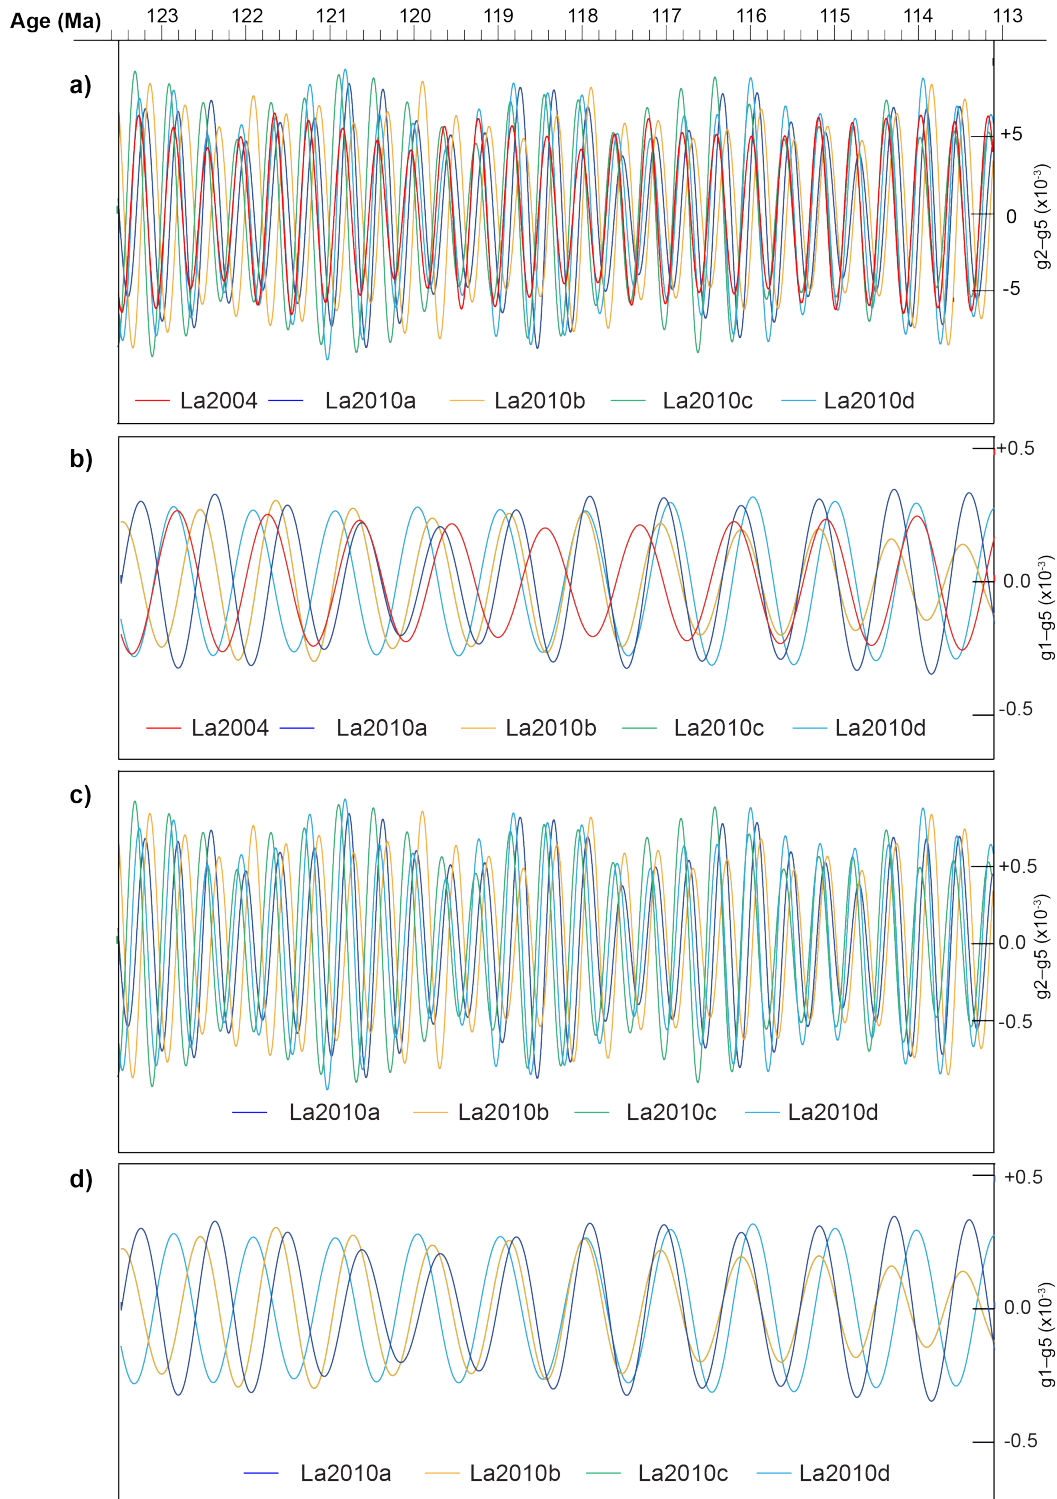 Age (Ma) 123 122 121 120 119 118 117 116 115 114 113
a)
+5
0
-5
g2–g5 (x10⁻³)
La2004 La2010a La2010b La2010c La2010d
b)
+0.5
0.0
-0.5
g1–g5 (x10⁻³)
La2004 La2010a La2010b La2010c La2010d
c)
+0.5
0.0
-0.5
g2–g5 (x10⁻³)
La2010a La2010b La2010c La2010d
d)
+0.5
0.0
-0.5
g1–g5 (x10⁻³)
La2010a La2010b La2010c La2010d